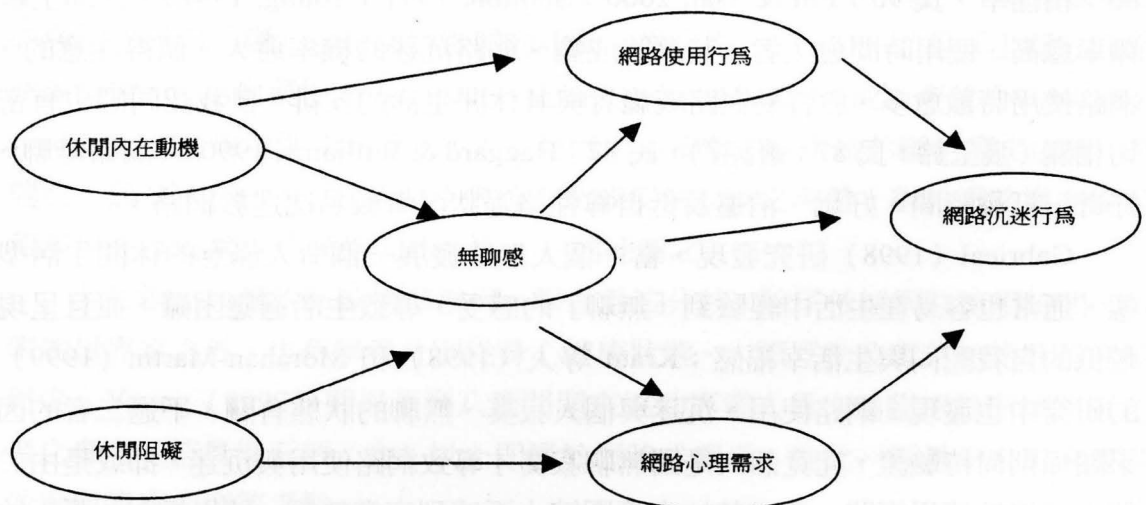 網路使用行為
休閒內在動機
網路沉迷行為
無聊感
休閒阻礙
網路心理需求